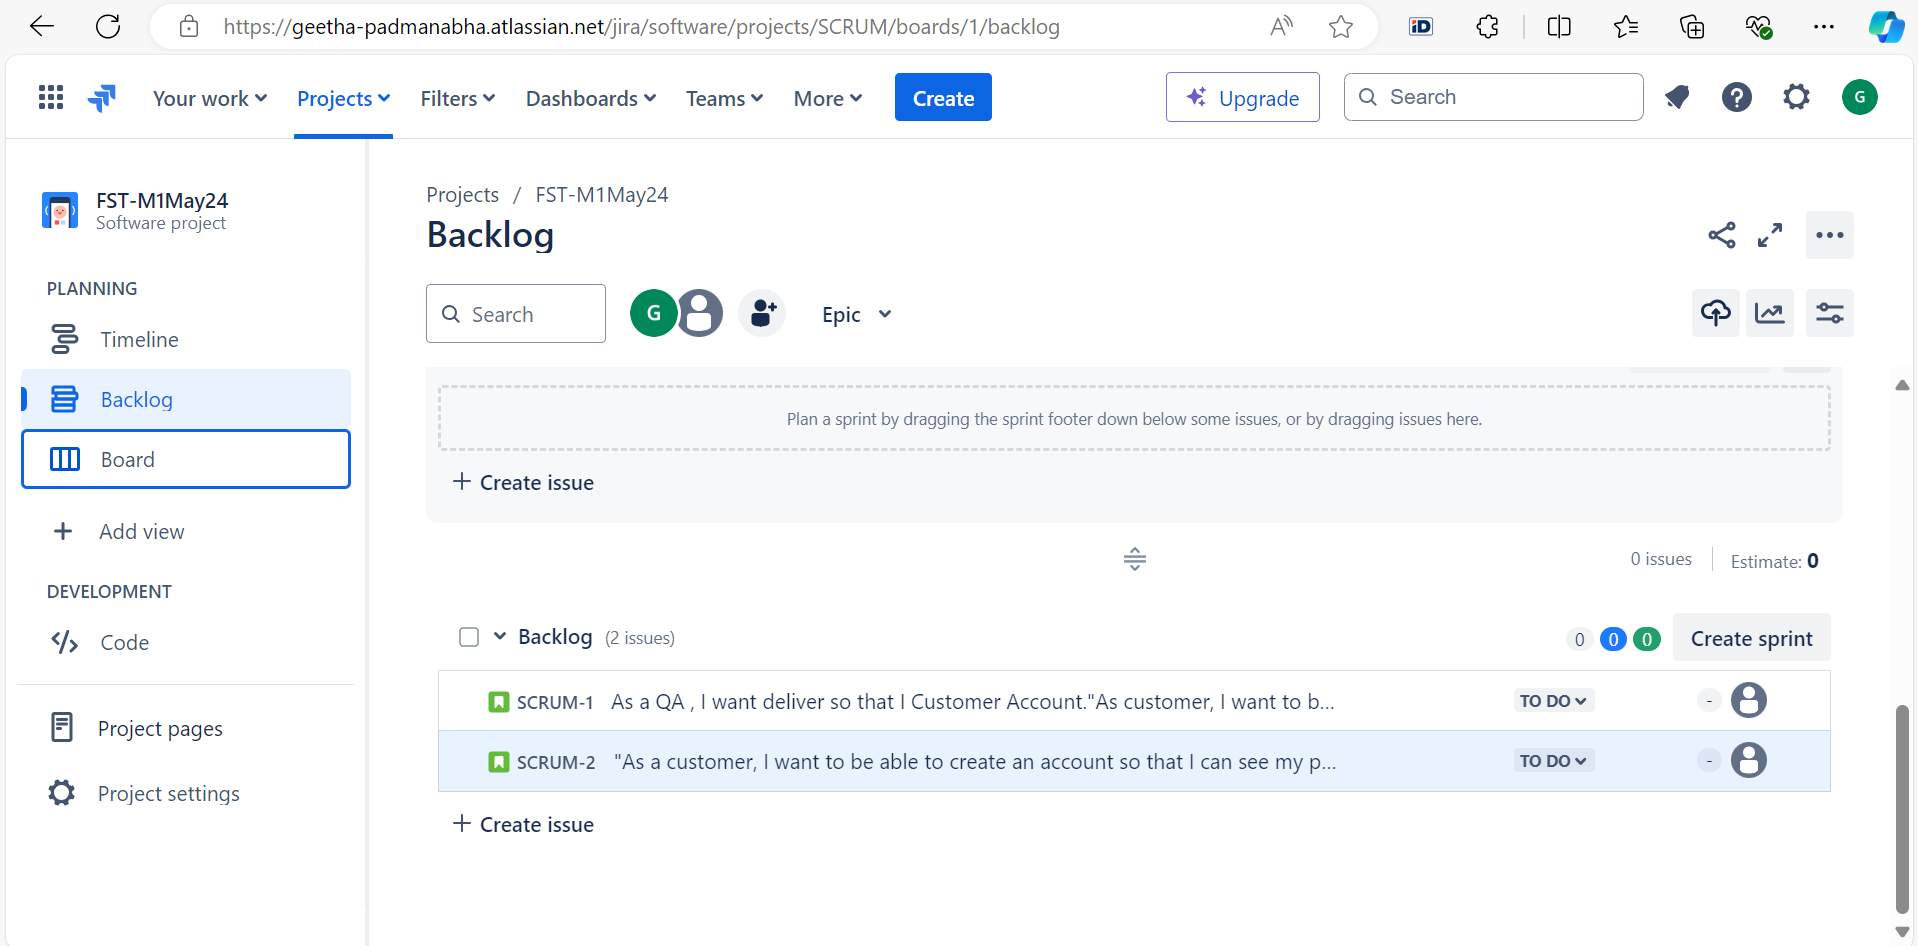 https://geetha-padmanabha.atlassian.net/jira/software/projects/SCRUM/boards/1/backlog
A
iD
Your work Projects Filters Dashboards Teams More Create Upgrade Search ? G
FST-M1May24
Software project
PLANNING
Timeline
Backlog
Board
Add view
DEVELOPMENT
Code
Project pages
Project settings
Projects / FST-M1May24
Backlog
Search G Epic
Plan a sprint by dragging the sprint footer down below some issues, or by dragging issues here.
+ Create issue
0 issues Estimate: 0
Backlog (2 issues) 0 0 0 Create sprint
SCRUM-1 As a QA , I want deliver so that I Customer Account."As customer, I want to b... TO DO -
SCRUM-2 "As a customer, I want to be able to create an account so that I can see my p... TO DO -
+ Create issue